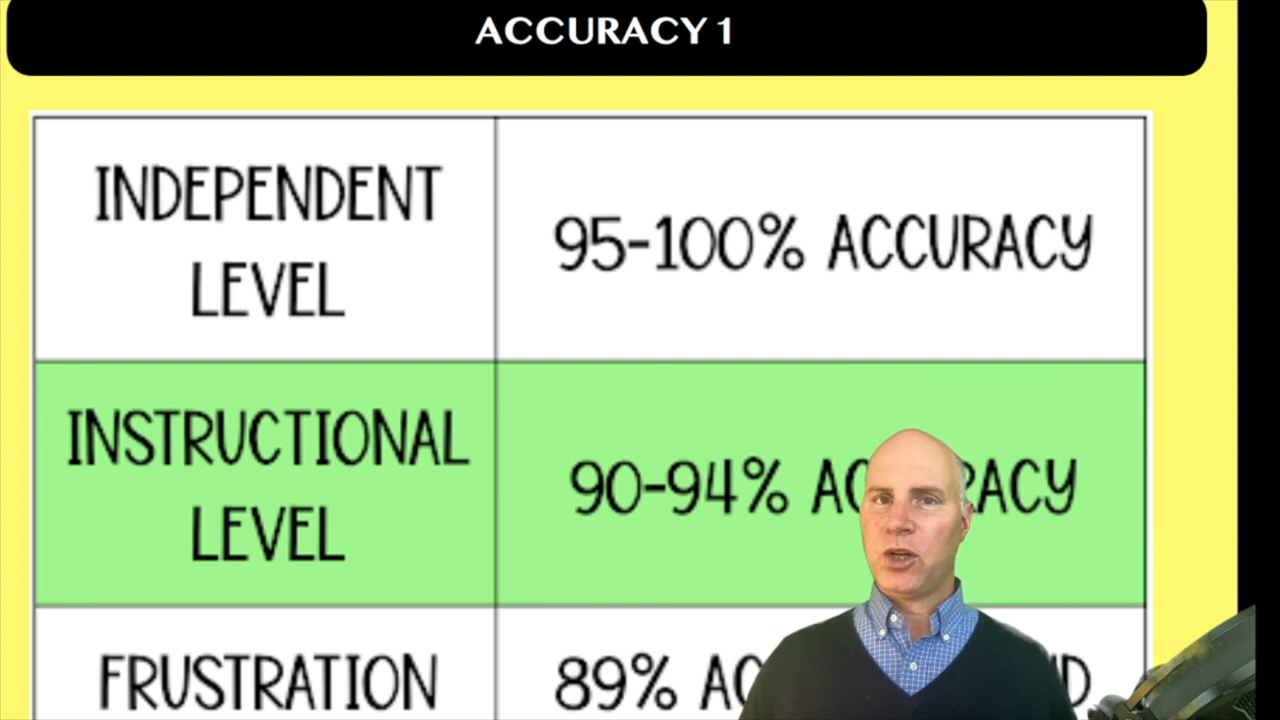 ACCURACY 1
INDEPENDENT
LEVEL
95-100% ACCURACY
INSTRUCTIONAL
LEVEL
90-94%
FRUSTRATION
89%